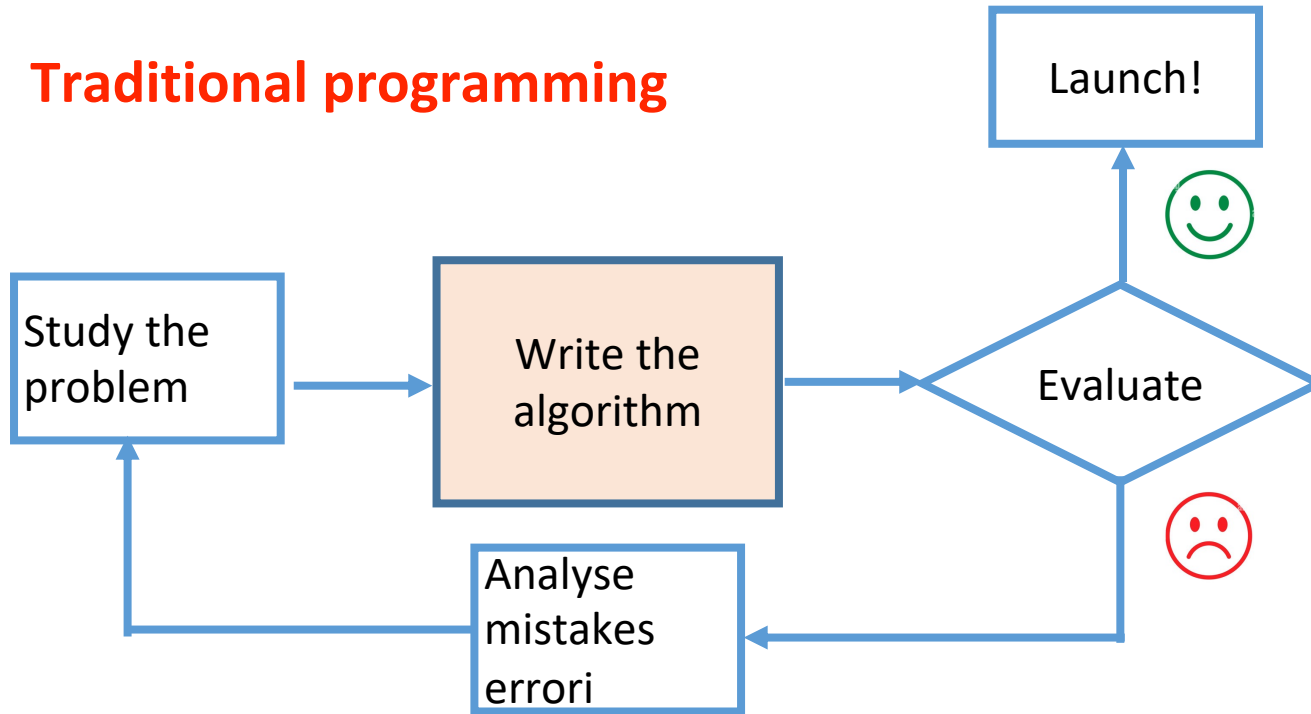 Traditional programming
Launch!
Study the
problem
Write the
algorithm
Evaluate
Analyse
mistakes
errori